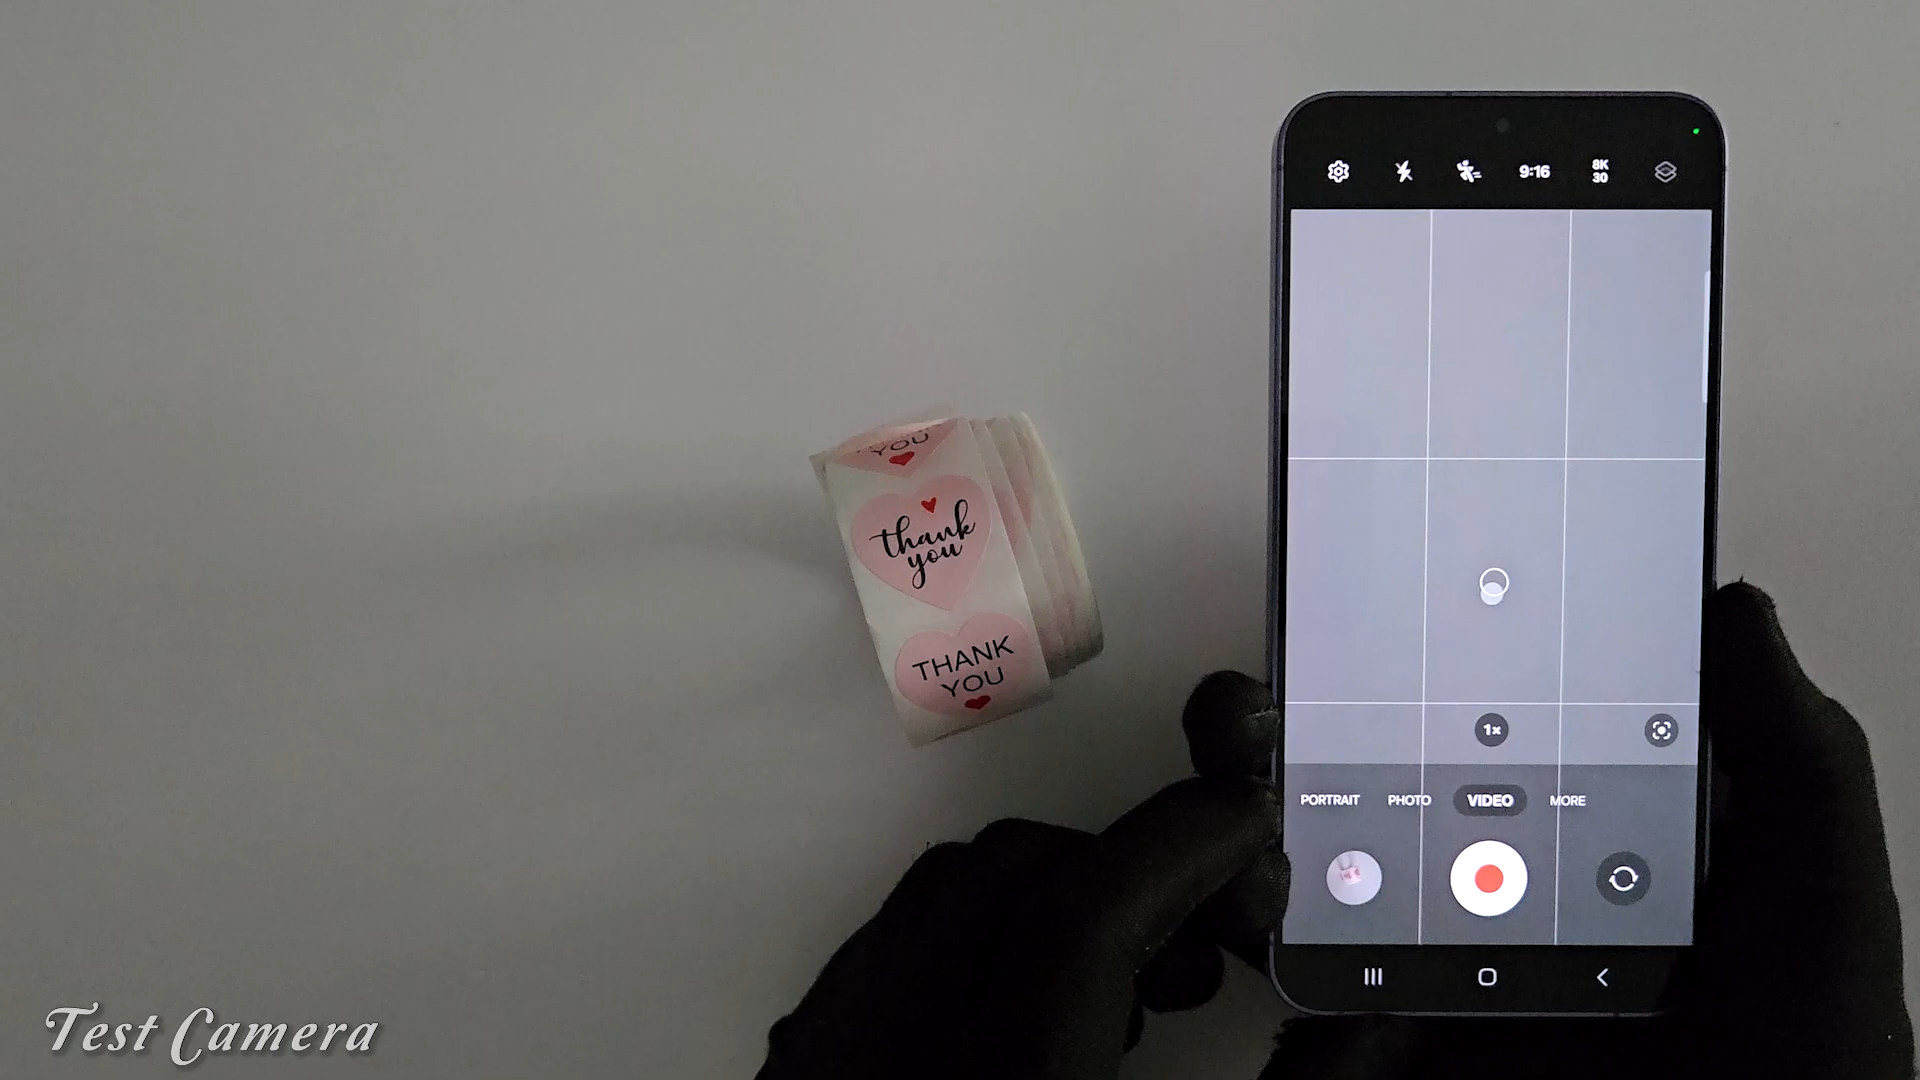 YOU
thank
you
THANK
YOU
9:16
8K
30
1x
PORTRAIT PHOTO VIDEO MORE
Test Camera